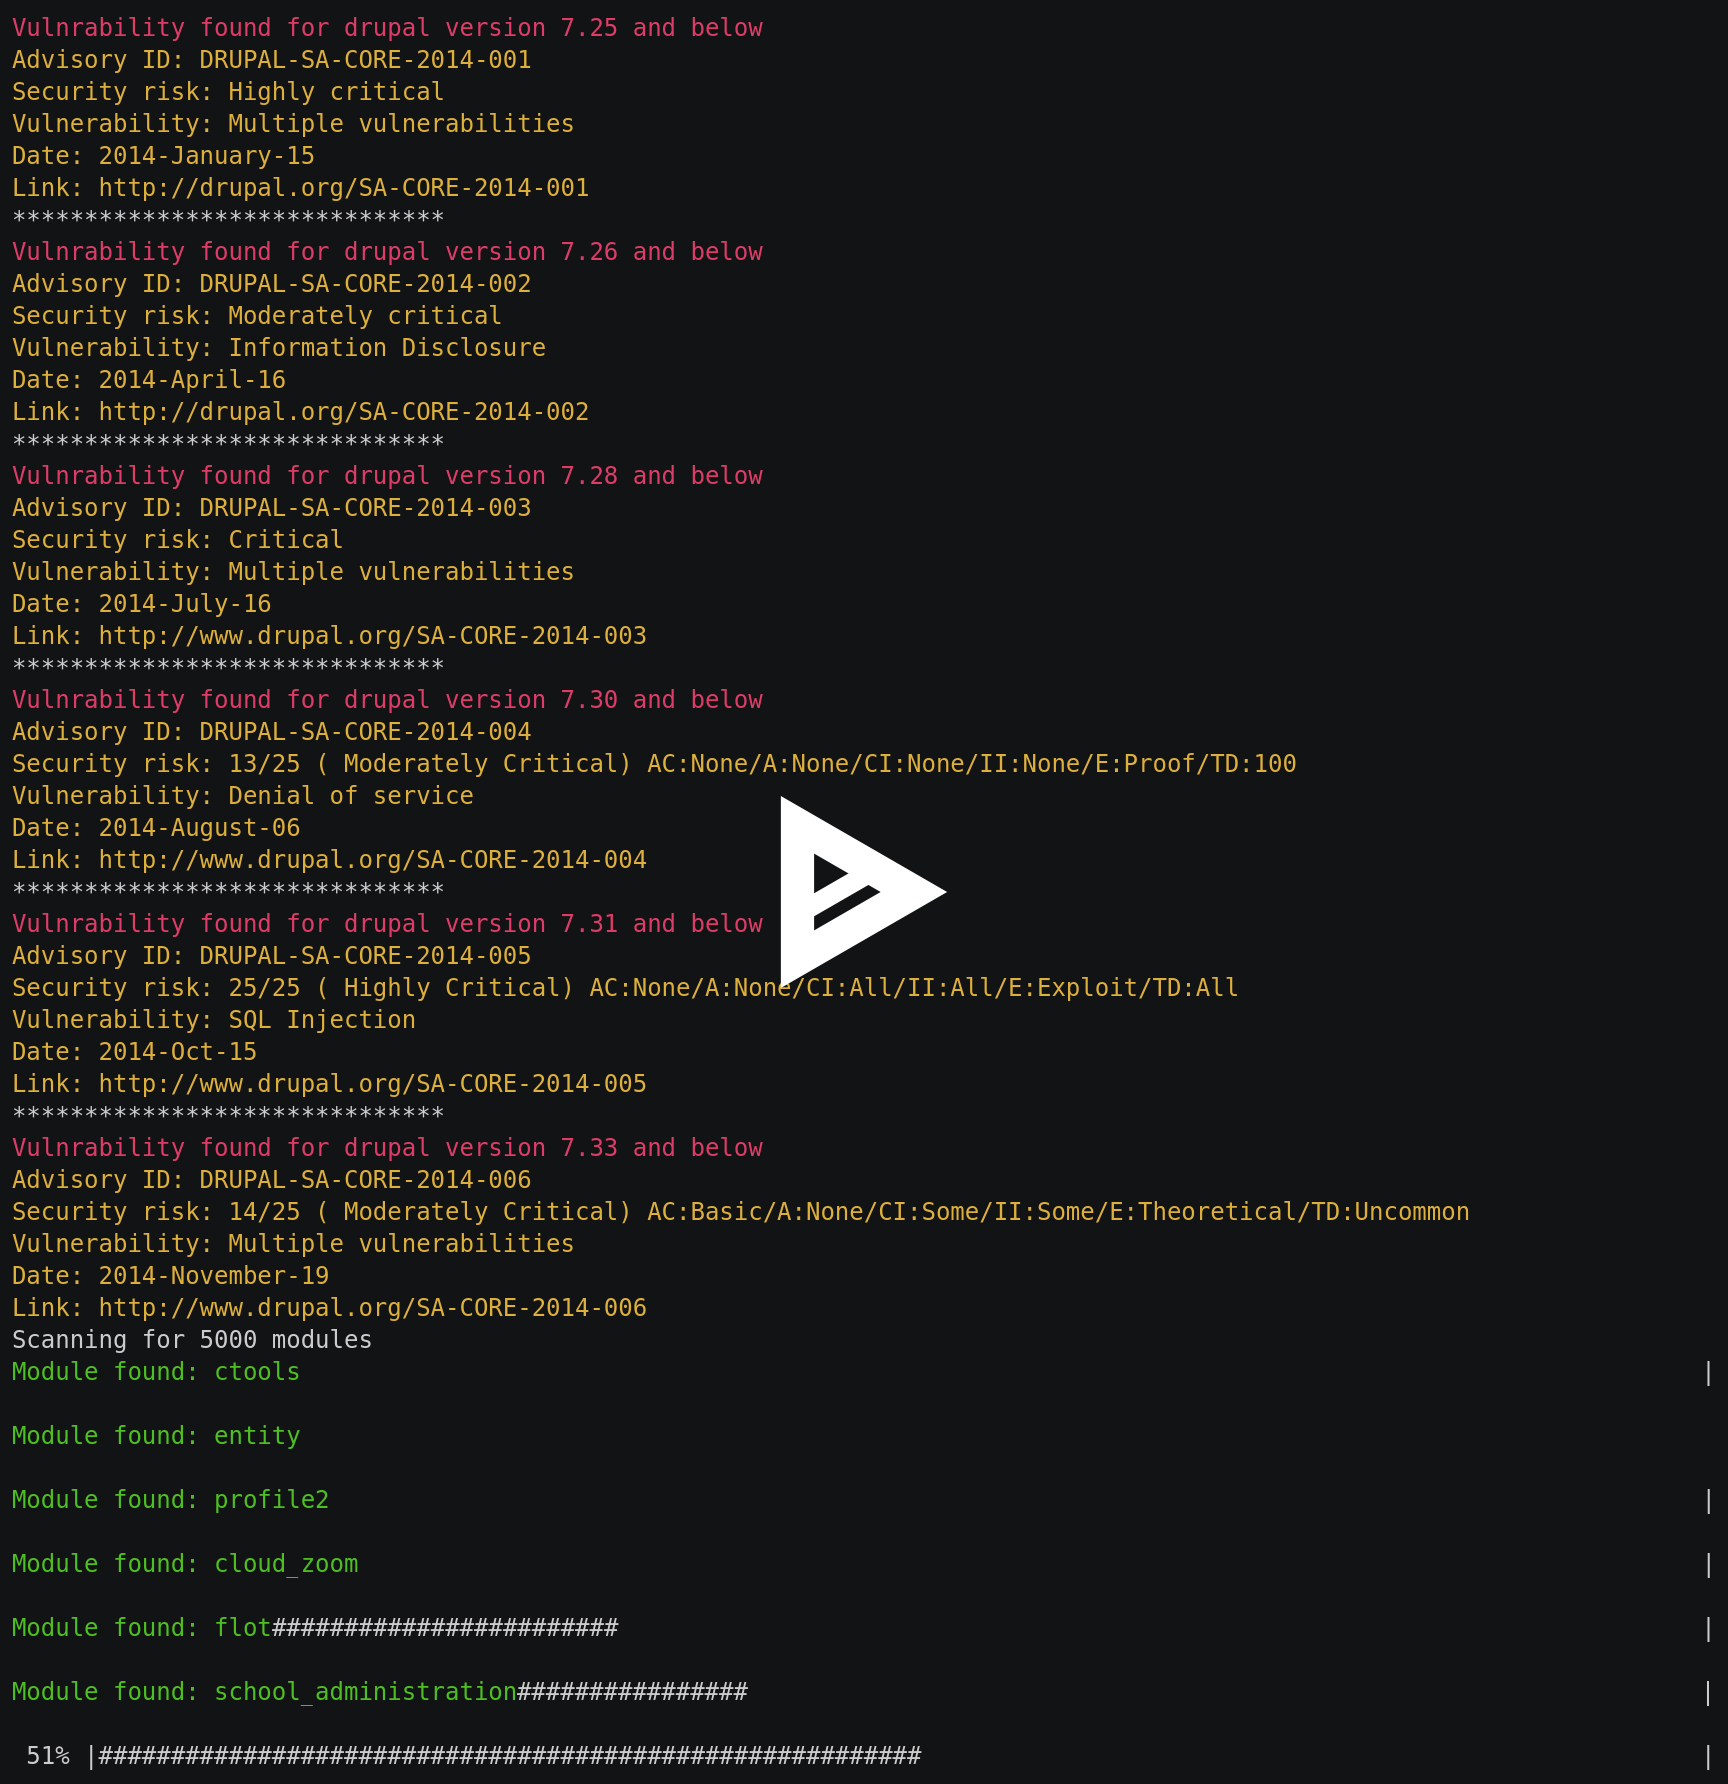 Vulnrability found for drupal version 7.25 and below
Advisory ID: DRUPAL-SA-CORE-2014-001
Security risk: Highly critical
Vulnerability: Multiple vulnerabilities
Date: 2014-January-15
Link: http://drupal.org/SA-CORE-2014-001
******************************
Vulnrability found for drupal version 7.26 and below
Advisory ID: DRUPAL-SA-CORE-2014-002
Security risk: Moderately critical
Vulnerability: Information Disclosure
Date: 2014-April-16
Link: http://drupal.org/SA-CORE-2014-002
******************************
Vulnrability found for drupal version 7.28 and below
Advisory ID: DRUPAL-SA-CORE-2014-003
Security risk: Critical
Vulnerability: Multiple vulnerabilities
Date: 2014-July-16
Link: http://www.drupal.org/SA-CORE-2014-003
******************************
Vulnrability found for drupal version 7.30 and below
Advisory ID: DRUPAL-SA-CORE-2014-004
Security risk: 13/25 ( Moderately Critical) AC:None/A:None/CI:None/II:None/E:Proof/TD:100
Vulnerability: Denial of service
Date: 2014-August-06
Link: http://www.drupal.org/SA-CORE-2014-004
******************************
Vulnrability found for drupal version 7.31 and below
Advisory ID: DRUPAL-SA-CORE-2014-005
Security risk: 25/25 ( Highly Critical) AC:None/A:None/CI:All/II:All/E:Exploit/TD:All
Vulnerability: SQL Injection
Date: 2014-Oct-15
Link: http://www.drupal.org/SA-CORE-2014-005
******************************
Vulnrability found for drupal version 7.33 and below
Advisory ID: DRUPAL-SA-CORE-2014-006
Security risk: 14/25 ( Moderately Critical) AC:Basic/A:None/CI:Some/II:Some/E:Theoretical/TD:Uncommon
Vulnerability: Multiple vulnerabilities
Date: 2014-November-19
Link: http://www.drupal.org/SA-CORE-2014-006
Scanning for 5000 modules
Module found: ctools |
Module found: entity
Module found: profile2 |
Module found: cloud_zoom |
Module found: flot######################## |
Module found: school_administration################ |
51% |######################################################### |